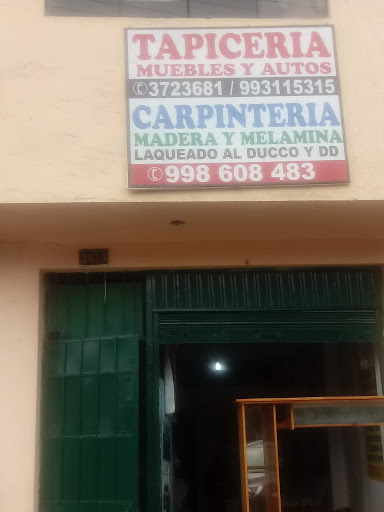 TAPICERIA
MUEBLES Y AUTOS
3723681 / 993115315
CARPINTERIA
MADERA Y MELAMINA
LAQUEADO AL DUCCO Y DD
998 608 483